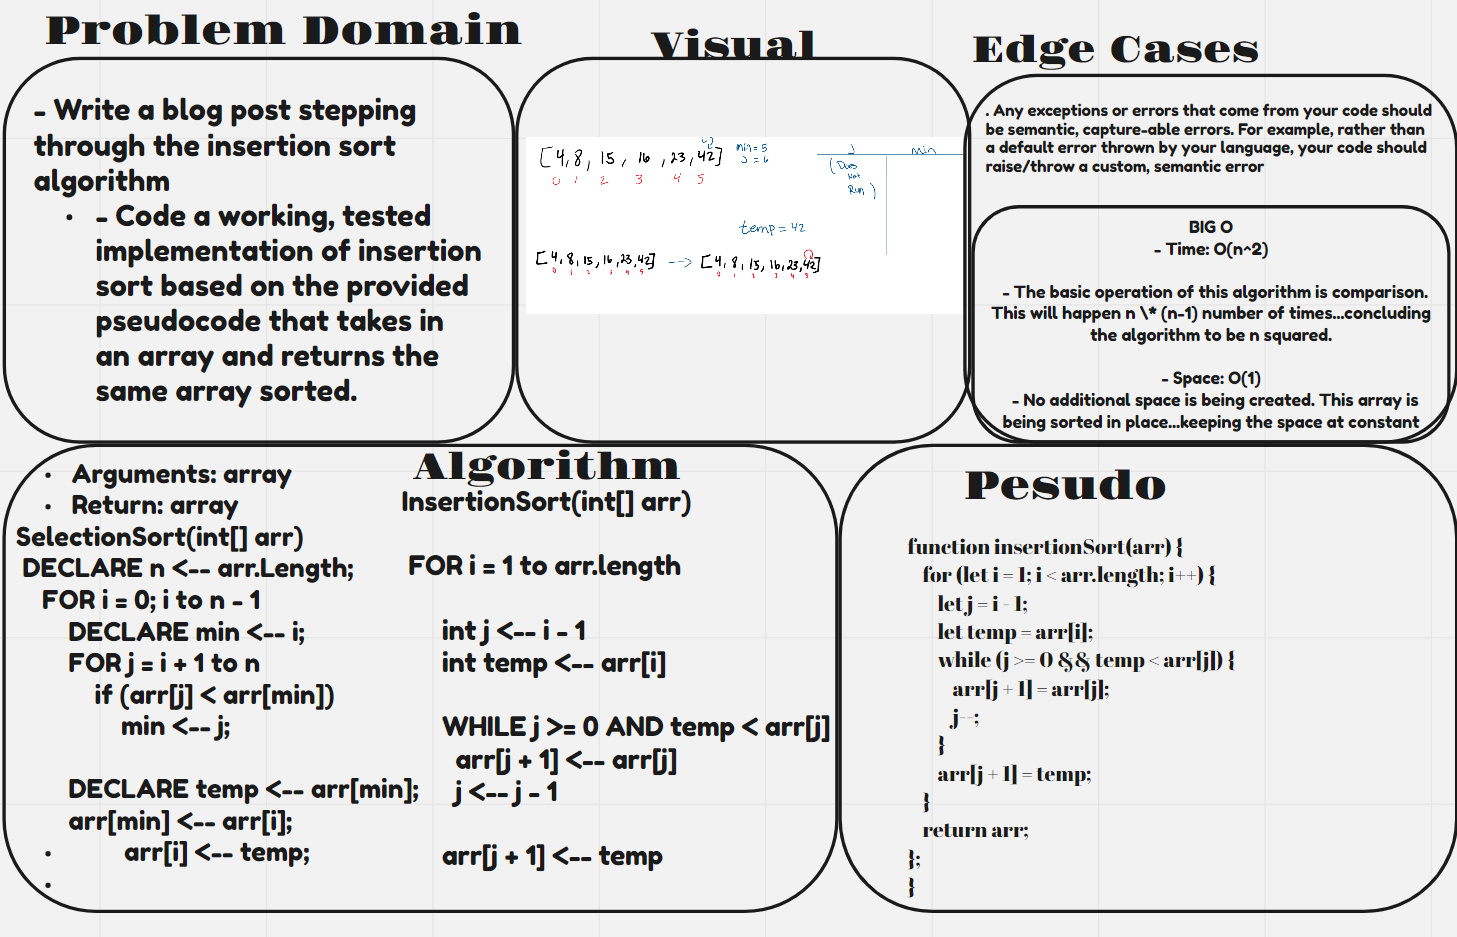 Problem Domain
- Write a blog post stepping
through the insertion sort
algorithm
• - Code a working, tested
implementation of insertion
sort based on the provided
pseudocode that takes in
an array and returns the
same array sorted.
Visual
[4, 8, 15, 16, 23, 42]
0 1 2 3 4 5
min = 5
j = 6
j min
(Does
Not
Run)
temp = 42
[4, 8, 15, 16, 23, 42] --> [4, 8, 15, 16, 23, 42]
0 1 2 3 4 5 0 1 2 3 4 5
Edge Cases
. Any exceptions or errors that come from your code should
be semantic, capture-able errors. For example, rather than
a default error thrown by your language, your code should
raise/throw a custom, semantic error
BIG O
- Time: O(n^2)
- The basic operation of this algorithm is comparison.
This will happen n \* (n-1) number of times...concluding
the algorithm to be n squared.
- Space: O(1)
- No additional space is being created. This array is
being sorted in place...keeping the space at constant
Algorithm
• Arguments: array
• Return: array
SelectionSort(int[] arr)
DECLARE n <-- arr.Length;
FOR i = 0; i to n - 1
DECLARE min <-- i;
FOR j = i + 1 to n
if (arr[j] < arr[min])
min <-- j;
DECLARE temp <-- arr[min];
arr[min] <-- arr[i];
• arr[i] <-- temp;
•
InsertionSort(int[] arr)
FOR i = 1 to arr.length
int j <-- i - 1
int temp <-- arr[i]
WHILE j >= 0 AND temp < arr[j]
arr[j + 1] <-- arr[j]
j <-- j - 1
arr[j + 1] <-- temp
Pesudo
function insertionSort(arr) {
for (let i = 1; i < arr.length; i++) {
let j = i - 1;
let temp = arr[i];
while (j >= 0 && temp < arr[j]) {
arr[j + 1] = arr[j];
j--;
}
arr[j + 1] = temp;
}
return arr;
};
}